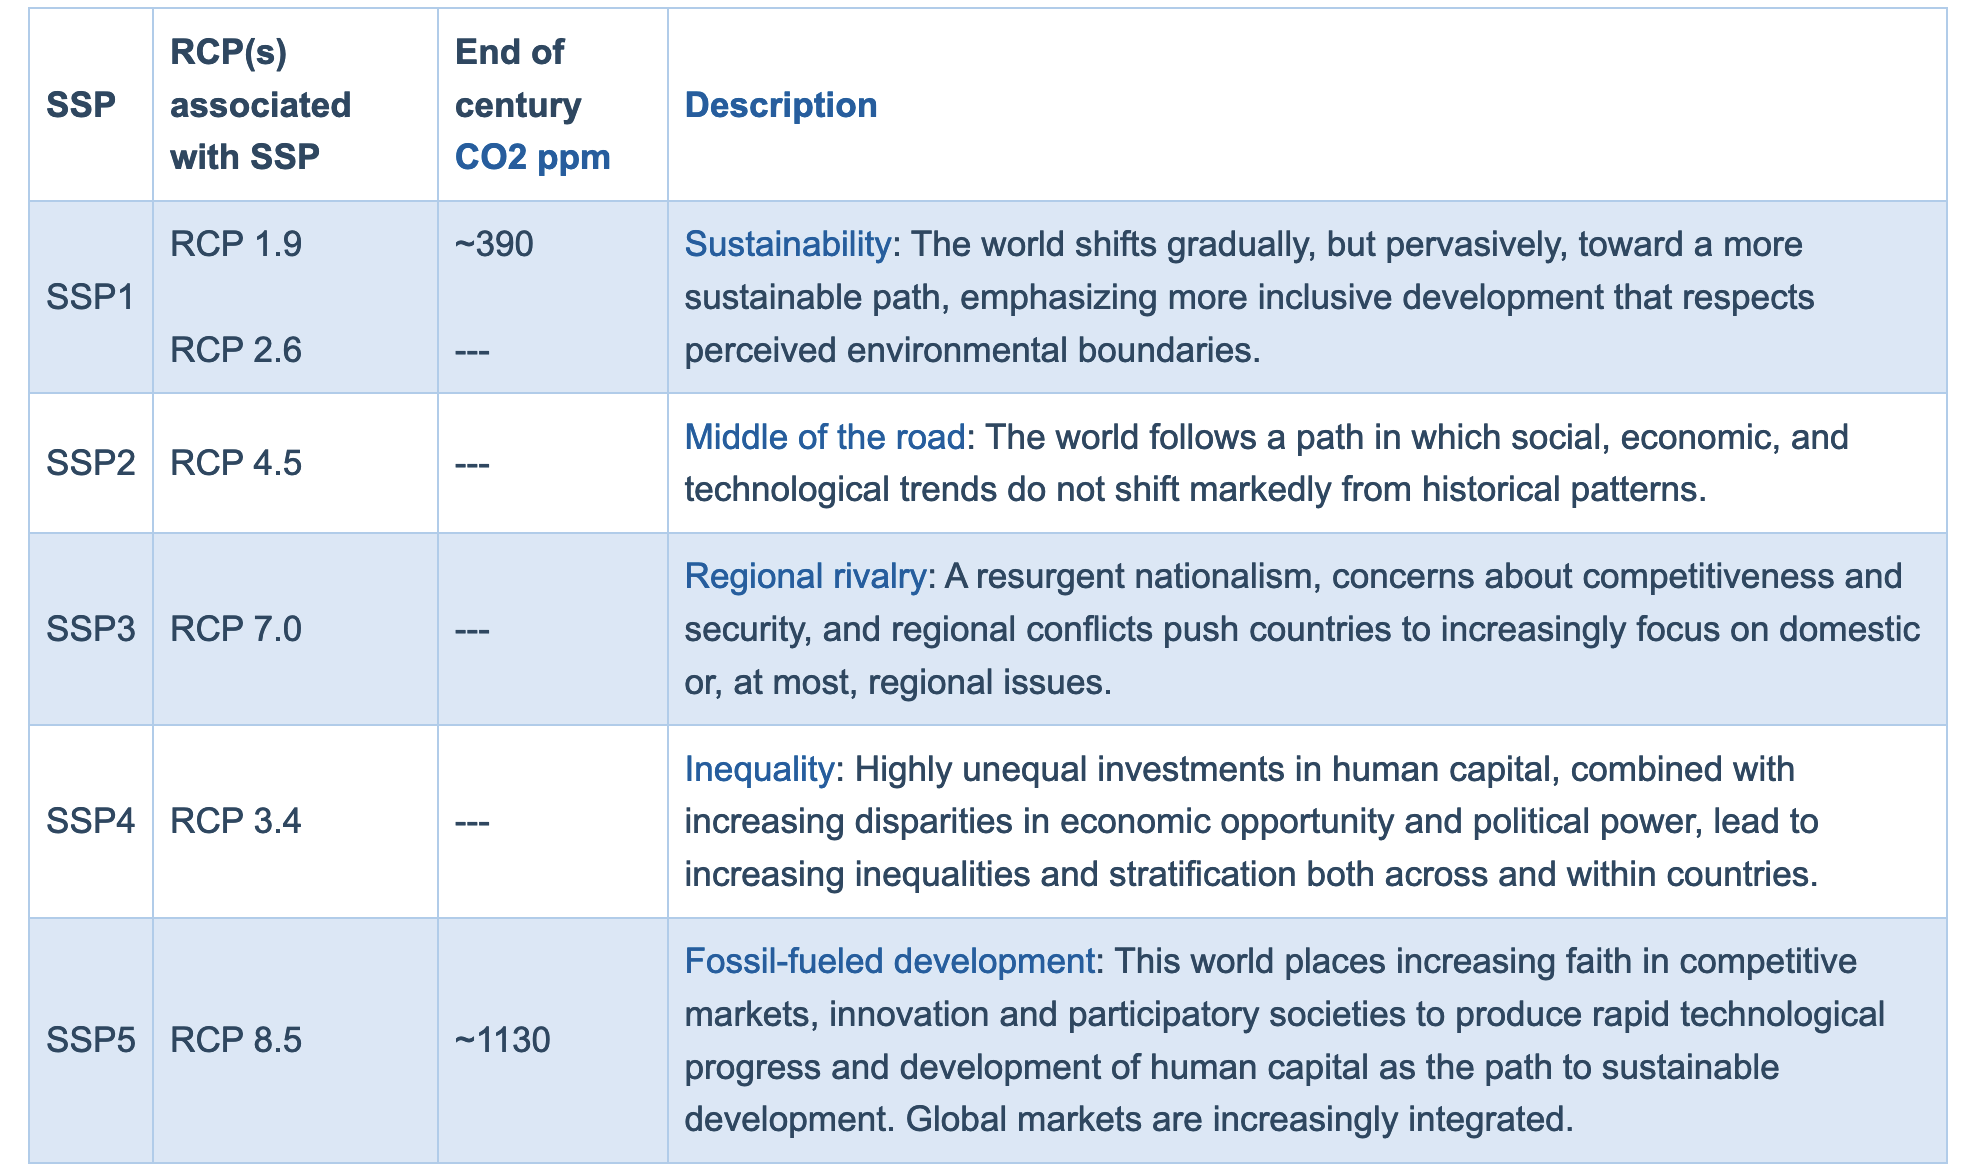 SSP
RCP(s)
associated
with SSP
End of
century
CO2 ppm
Description
SSP1
RCP 1.9
RCP 2.6
~390
---
Sustainability: The world shifts gradually, but pervasively, toward a more
sustainable path, emphasizing more inclusive development that respects
perceived environmental boundaries.
SSP2
RCP 4.5
---
Middle of the road: The world follows a path in which social, economic, and
technological trends do not shift markedly from historical patterns.
SSP3
RCP 7.0
---
Regional rivalry: A resurgent nationalism, concerns about competitiveness and
security, and regional conflicts push countries to increasingly focus on domestic
or, at most, regional issues.
SSP4
RCP 3.4
---
Inequality: Highly unequal investments in human capital, combined with
increasing disparities in economic opportunity and political power, lead to
increasing inequalities and stratification both across and within countries.
SSP5
RCP 8.5
~1130
Fossil-fueled development: This world places increasing faith in competitive
markets, innovation and participatory societies to produce rapid technological
progress and development of human capital as the path to sustainable
development. Global markets are increasingly integrated.